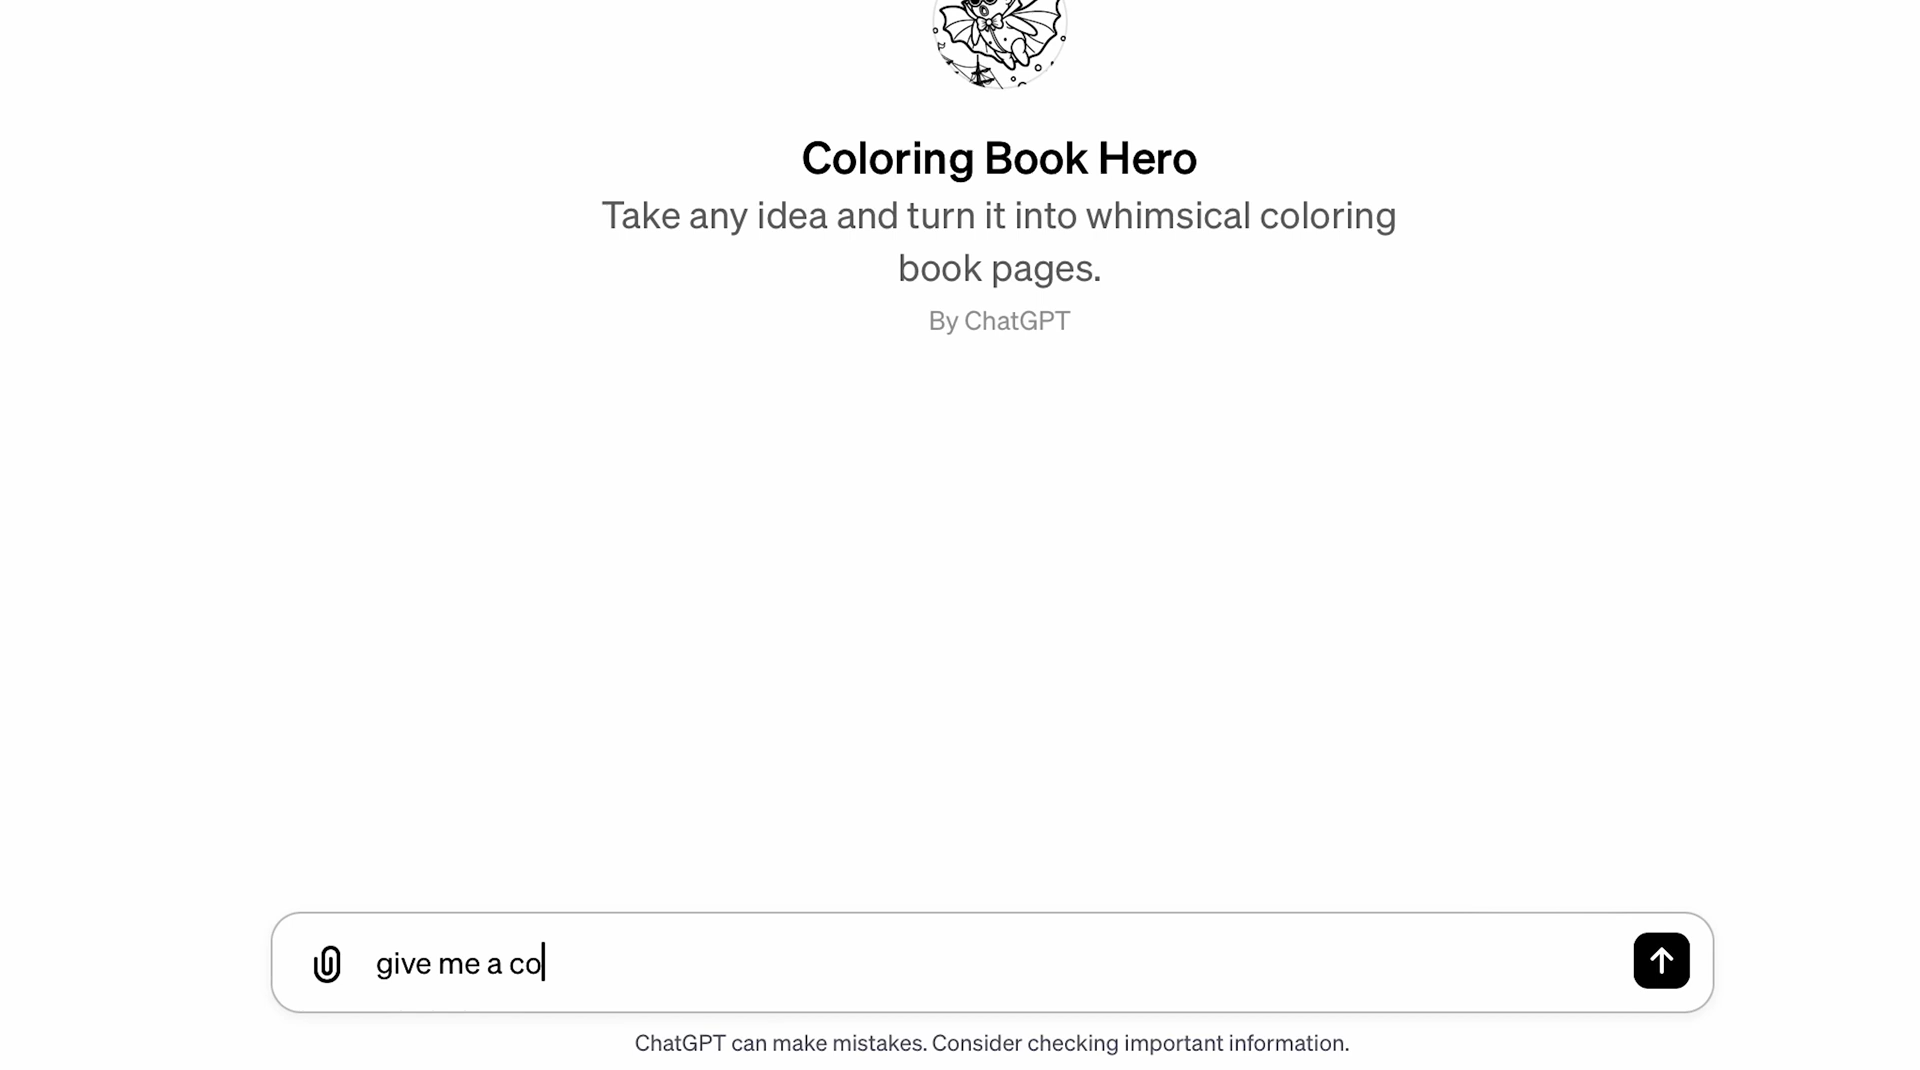 Coloring Book Hero
Take any idea and turn it into whimsical coloring
book pages.
By ChatGPT
give me a co
ChatGPT can make mistakes. Consider checking important information.